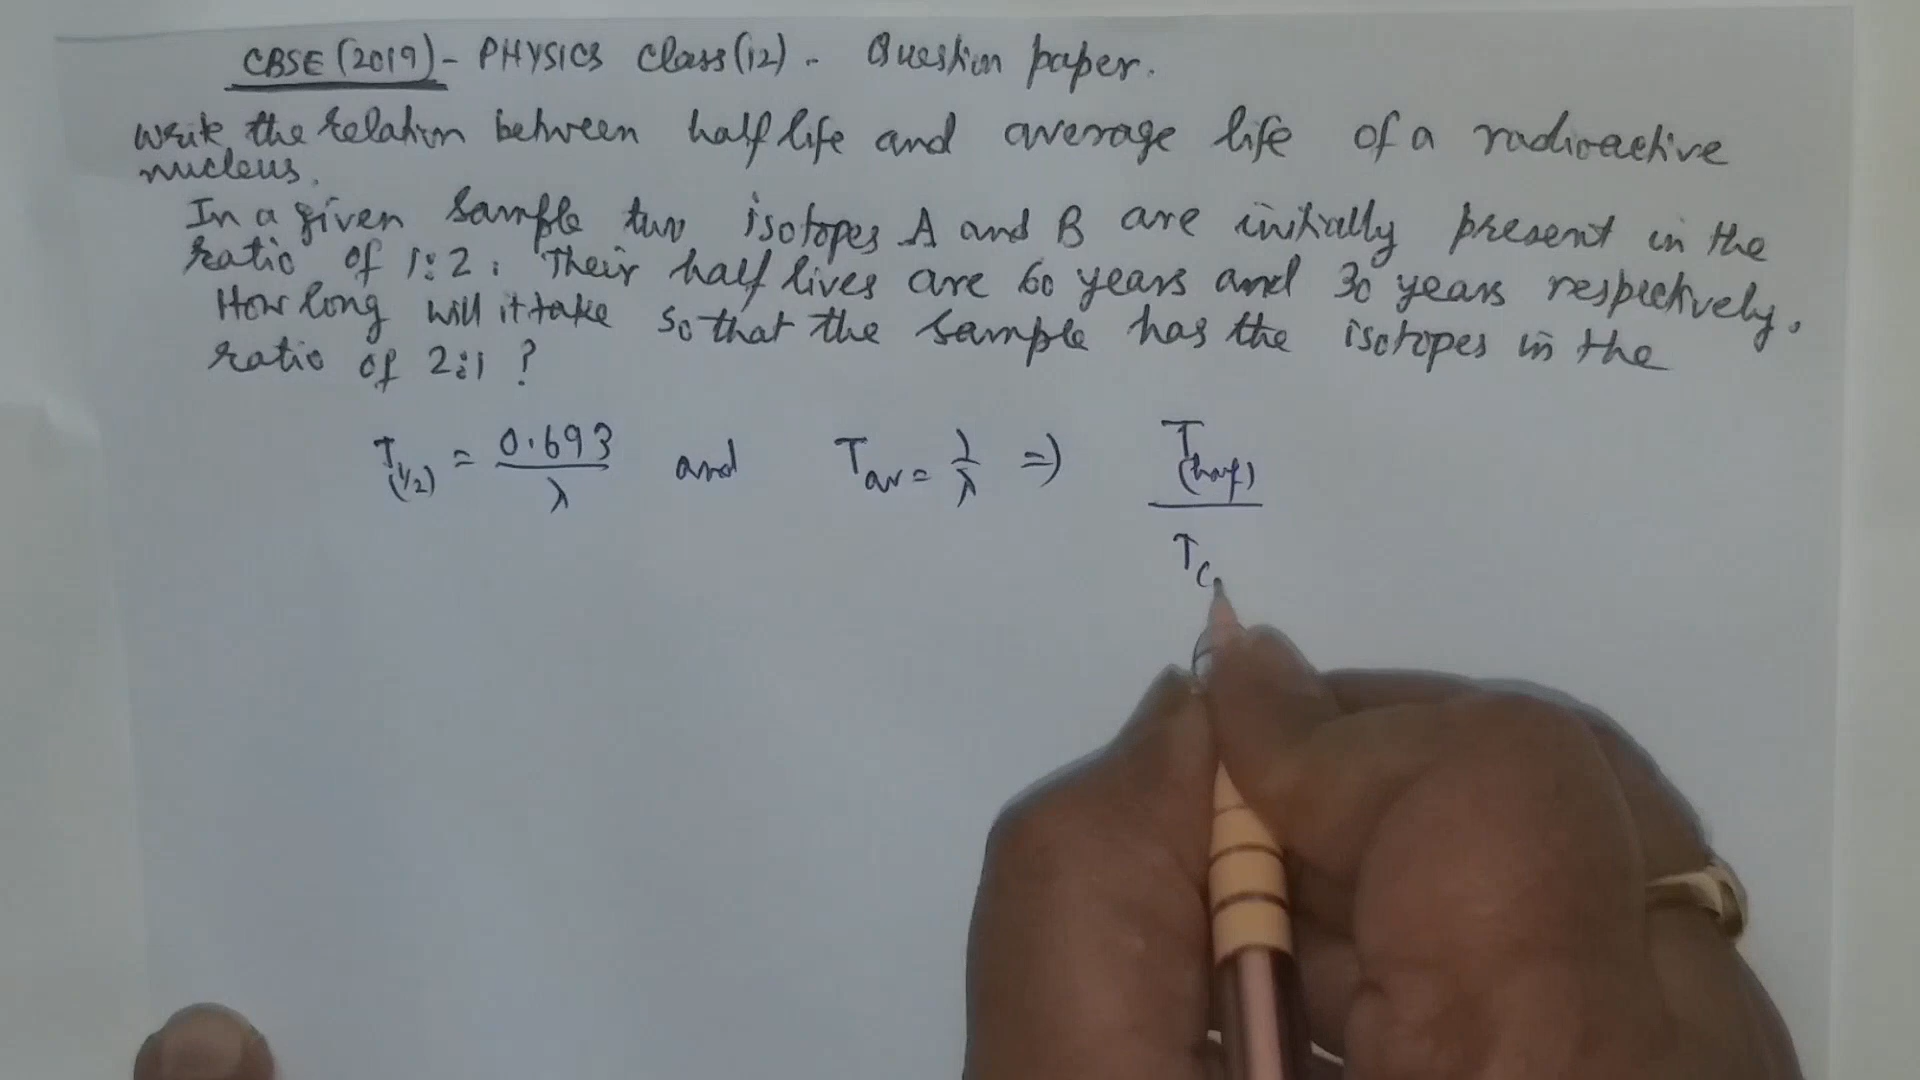 CBSE (2019) - PHYSICS Class (12) - Question paper.
Write the relation between half life and average life of a radioactive
nucleus.
In a given sample two isotopes A and B are initially present in the
ratio of 1:2. Their half lives are 60 years and 30 years respectively.
How long will it take so that the sample has the isotopes in the
ratio of 2:1 ?
T(1/2) = 0.693/λ and Tav = 1/λ => T(half)/T(